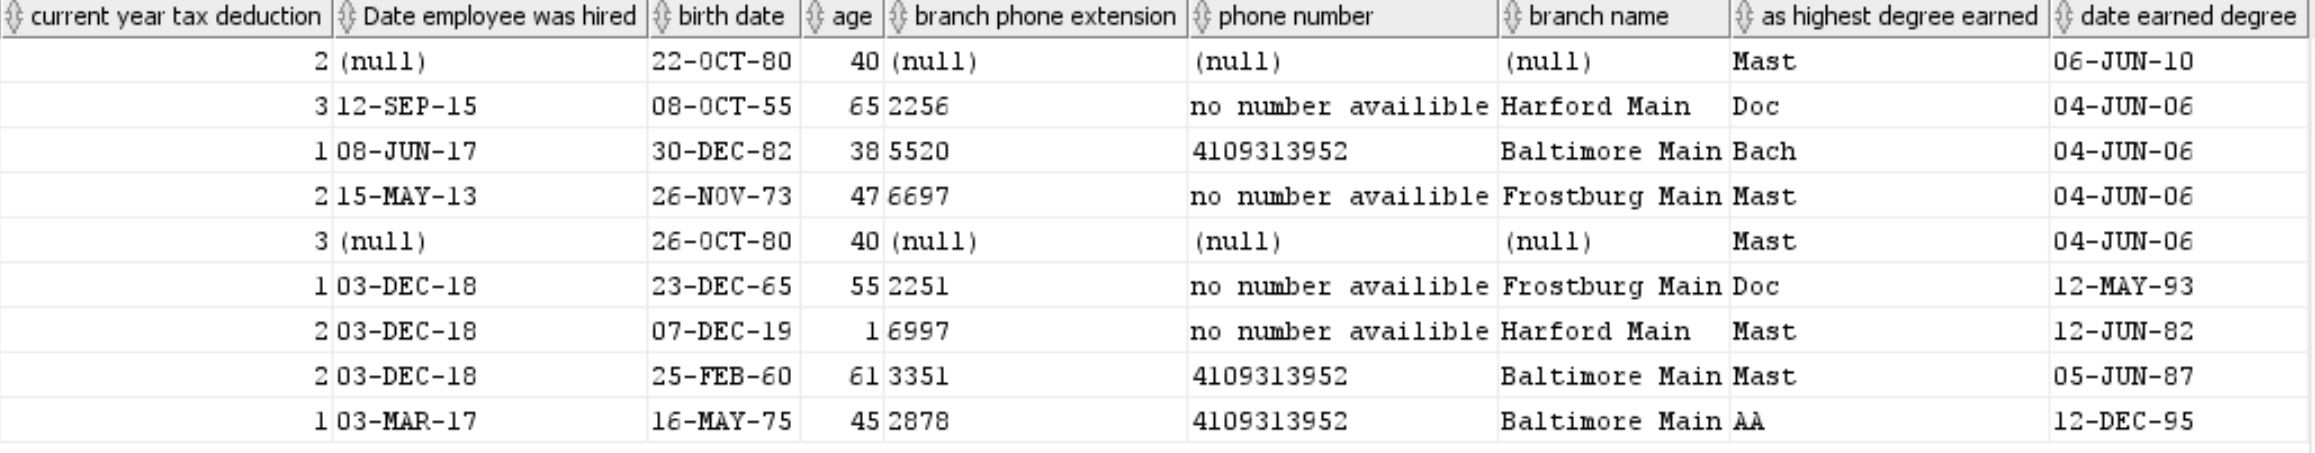 current year tax deduction Date employee was hired birth date age branch phone extension phone number branch name as highest degree earned date earned degree
2 (null) 22-OCT-80 40 (null) (null) (null) Mast 06-JUN-10
3 12-SEP-15 08-OCT-55 65 2256 no number availible Harford Main Doc 04-JUN-06
1 08-JUN-17 30-DEC-82 38 5520 4109313952 Baltimore Main Bach 04-JUN-06
2 15-MAY-13 26-NOV-73 47 6697 no number availible Frostburg Main Mast 04-JUN-06
3 (null) 26-OCT-80 40 (null) (null) (null) Mast 04-JUN-06
1 03-DEC-18 23-DEC-65 55 2251 no number availible Frostburg Main Doc 12-MAY-93
2 03-DEC-18 07-DEC-19 1 6997 no number availible Harford Main Mast 12-JUN-82
2 03-DEC-18 25-FEB-60 61 3351 4109313952 Baltimore Main Mast 05-JUN-87
1 03-MAR-17 16-MAY-75 45 2878 4109313952 Baltimore Main AA 12-DEC-95